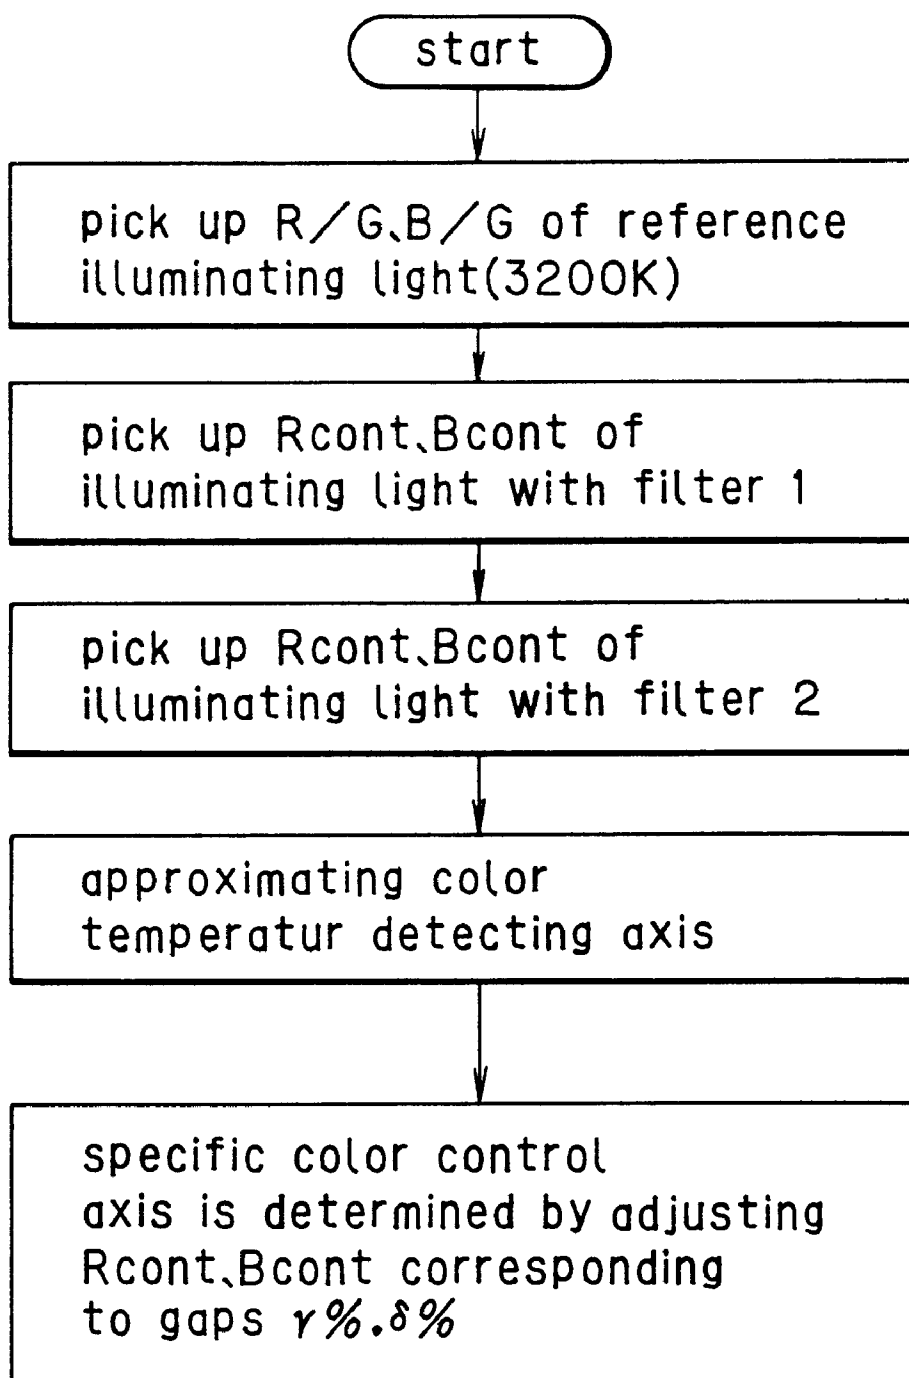 start
pick up R/G、B/G of reference
illuminating light(3200K)
pick up Rcont、Bcont of
illuminating light with filter 1
pick up Rcont、Bcont of
illuminating light with filter 2
approximating color
temperatur detecting axis
specific color control
axis is determined by adjusting
Rcont、Bcont corresponding
to gaps γ%.δ%